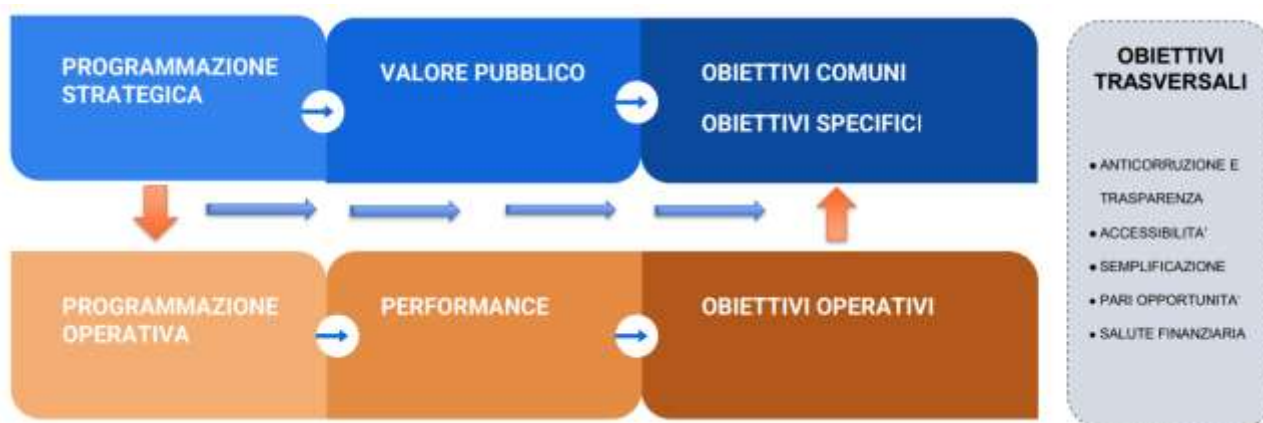 PROGRAMMAZIONE
STRATEGICA
VALORE PUBBLICO
OBIETTIVI COMUNI
OBIETTIVI SPECIFICI
PROGRAMMAZIONE
OPERATIVA
PERFORMANCE
OBIETTIVI OPERATIVI
OBIETTIVI
TRASVERSALI
• ANTICORRUZIONE E
TRASPARENZA
• ACCESSIBILITA'
• SEMPLIFICAZIONE
• PARI OPPORTUNITA'
• SALUTE FINANZIARIA